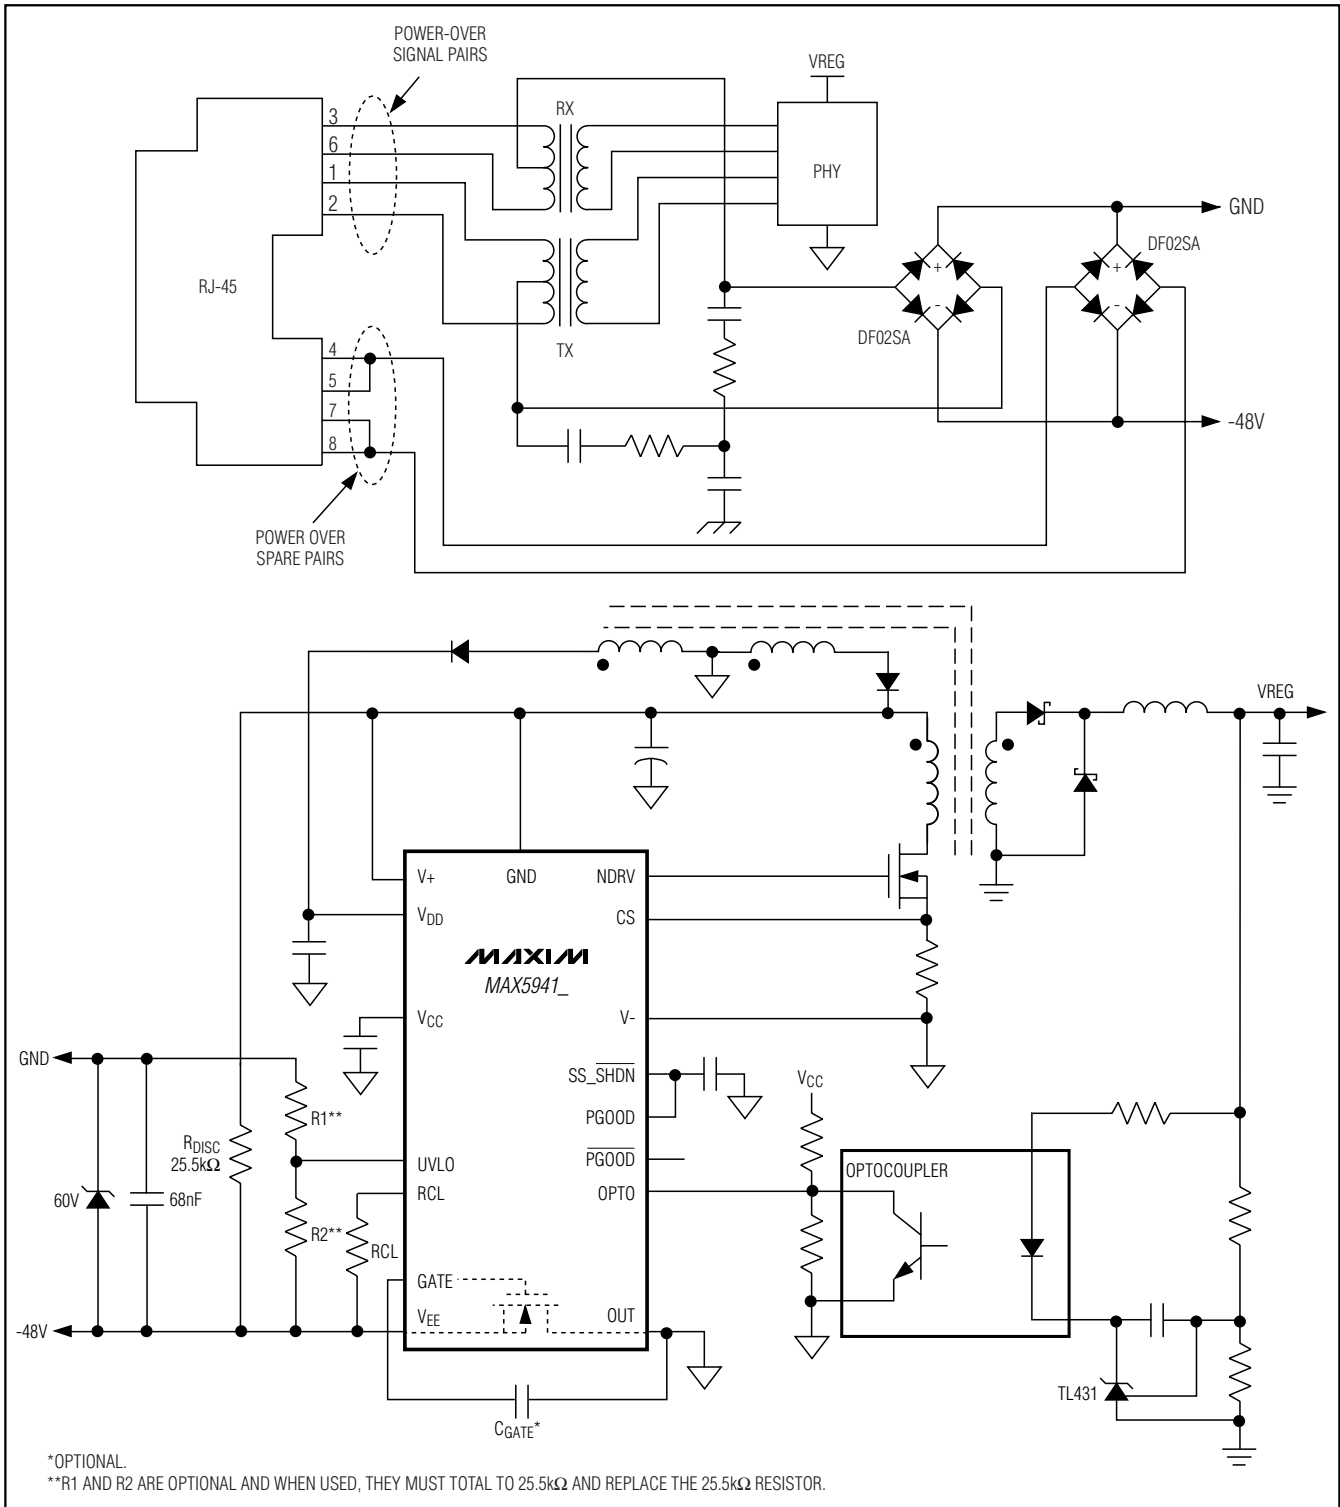 POWER-OVER
SIGNAL PAIRS
VREG
3
RX
6
1
PHY
2
GND
DF02SA
RJ-45
+
+
-
-
DF02SA
TX
4
5
7
-48V
8
POWER OVER
SPARE PAIRS
VREG
V+
GND
NDRV
VDD
CS
MAXIM
MAX5941_
VCC
V-
GND
SS_SHDN
VCC
R1**
PGOOD
RDISC
25.5kΩ
UVLO
PGOOD
OPTOCOUPLER
60V
68nF
RCL
OPTO
R2**
RCL
GATE
VEE
OUT
-48V
TL431
CGATE*
*OPTIONAL.
**R1 AND R2 ARE OPTIONAL AND WHEN USED, THEY MUST TOTAL TO 25.5kΩ AND REPLACE THE 25.5kΩ RESISTOR.